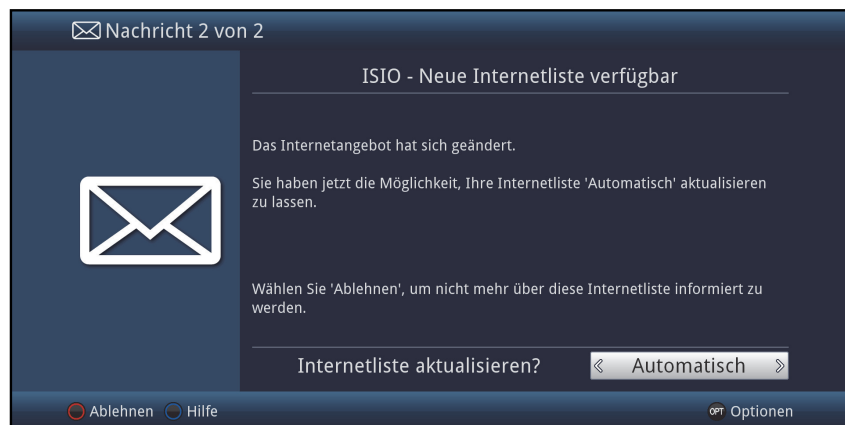 Nachricht 2 von 2
ISIO - Neue Internetliste verfügbar
Das Internetangebot hat sich geändert.
Sie haben jetzt die Möglichkeit, Ihre Internetliste 'Automatisch' aktualisieren
zu lassen.
Wählen Sie 'Ablehnen', um nicht mehr über diese Internetliste informiert zu
werden.
Internetliste aktualisieren? « Automatisch »
Ablehnen Hilfe OPT Optionen